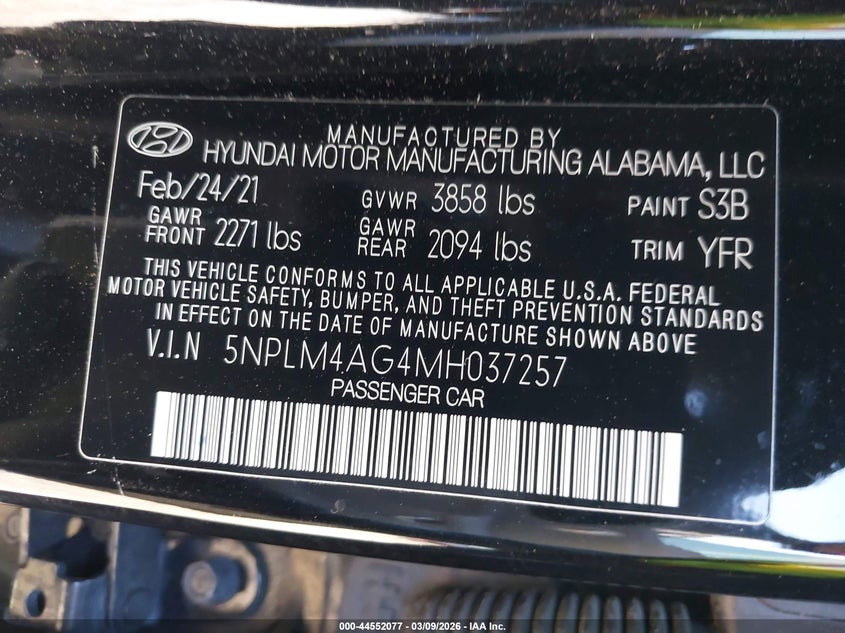 MANUFACTURED BY
HYUNDAI MOTOR MANUFACTURING ALABAMA, LLC
Feb/24/21 GVWR 3858 lbs PAINT S3B
GAWR FRONT 2271 lbs GAWR REAR 2094 lbs TRIM YFR
THIS VEHICLE CONFORMS TO ALL APPLICABLE U.S.A. FEDERAL
MOTOR VEHICLE SAFETY, BUMPER, AND THEFT PREVENTION STANDARDS
IN EFFECT ON THE DATE OF MANUFACTURE SHOWN ABOVE
V.I.N 5NPLM4AG4MH037257
PASSENGER CAR
000-44552077 - 03/09/2026 - IAA Inc.